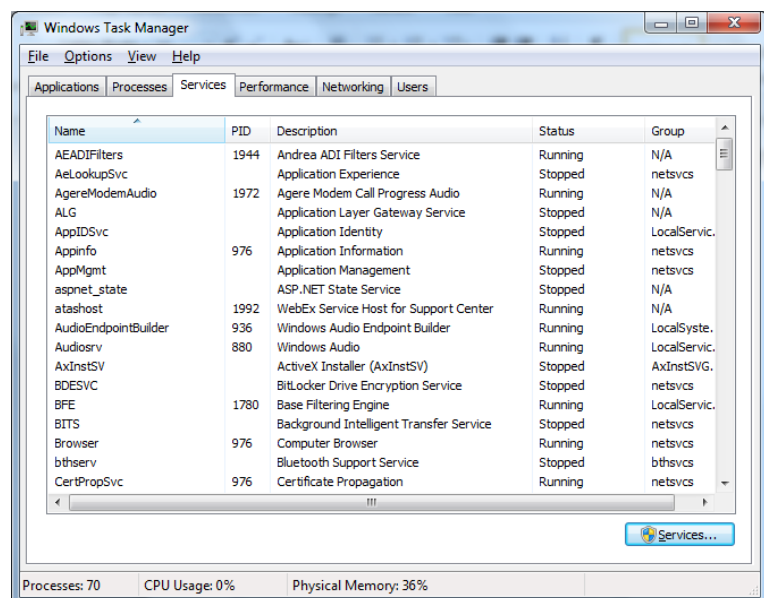 Windows Task Manager
File Options View Help
Applications Processes Services Performance Networking Users
Name PID Description Status Group
AEADIFilters 1944 Andrea ADI Filters Service Running N/A
AeLookupSvc Application Experience Stopped netsvcs
AgereModemAudio 1972 Agere Modem Call Progress Audio Running N/A
ALG Application Layer Gateway Service Stopped N/A
AppIDSvc Application Identity Stopped LocalServic.
Appinfo 976 Application Information Running netsvcs
AppMgmt Application Management Stopped netsvcs
aspnet_state ASP.NET State Service Stopped N/A
atashost 1992 WebEx Service Host for Support Center Running N/A
AudioEndpointBuilder 936 Windows Audio Endpoint Builder Running LocalSyste.
Audiosrv 880 Windows Audio Running LocalServic.
AxInstSV ActiveX Installer (AxInstSV) Stopped AxInstSVG.
BDESVC BitLocker Drive Encryption Service Stopped netsvcs
BFE 1780 Base Filtering Engine Running LocalServic.
BITS Background Intelligent Transfer Service Stopped netsvcs
Browser 976 Computer Browser Running netsvcs
bthserv Bluetooth Support Service Stopped bthsvcs
CertPropSvc 976 Certificate Propagation Running netsvcs
Services...
Processes: 70 CPU Usage: 0% Physical Memory: 36%